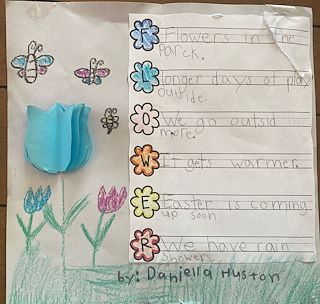 F Flowers in the
Parck.
L Longer days of play
outside.
O We go outsid
more.
W It gets warmer.
E Easter is coming
up soon
R We have rain
showers.
by: Daniella Huston